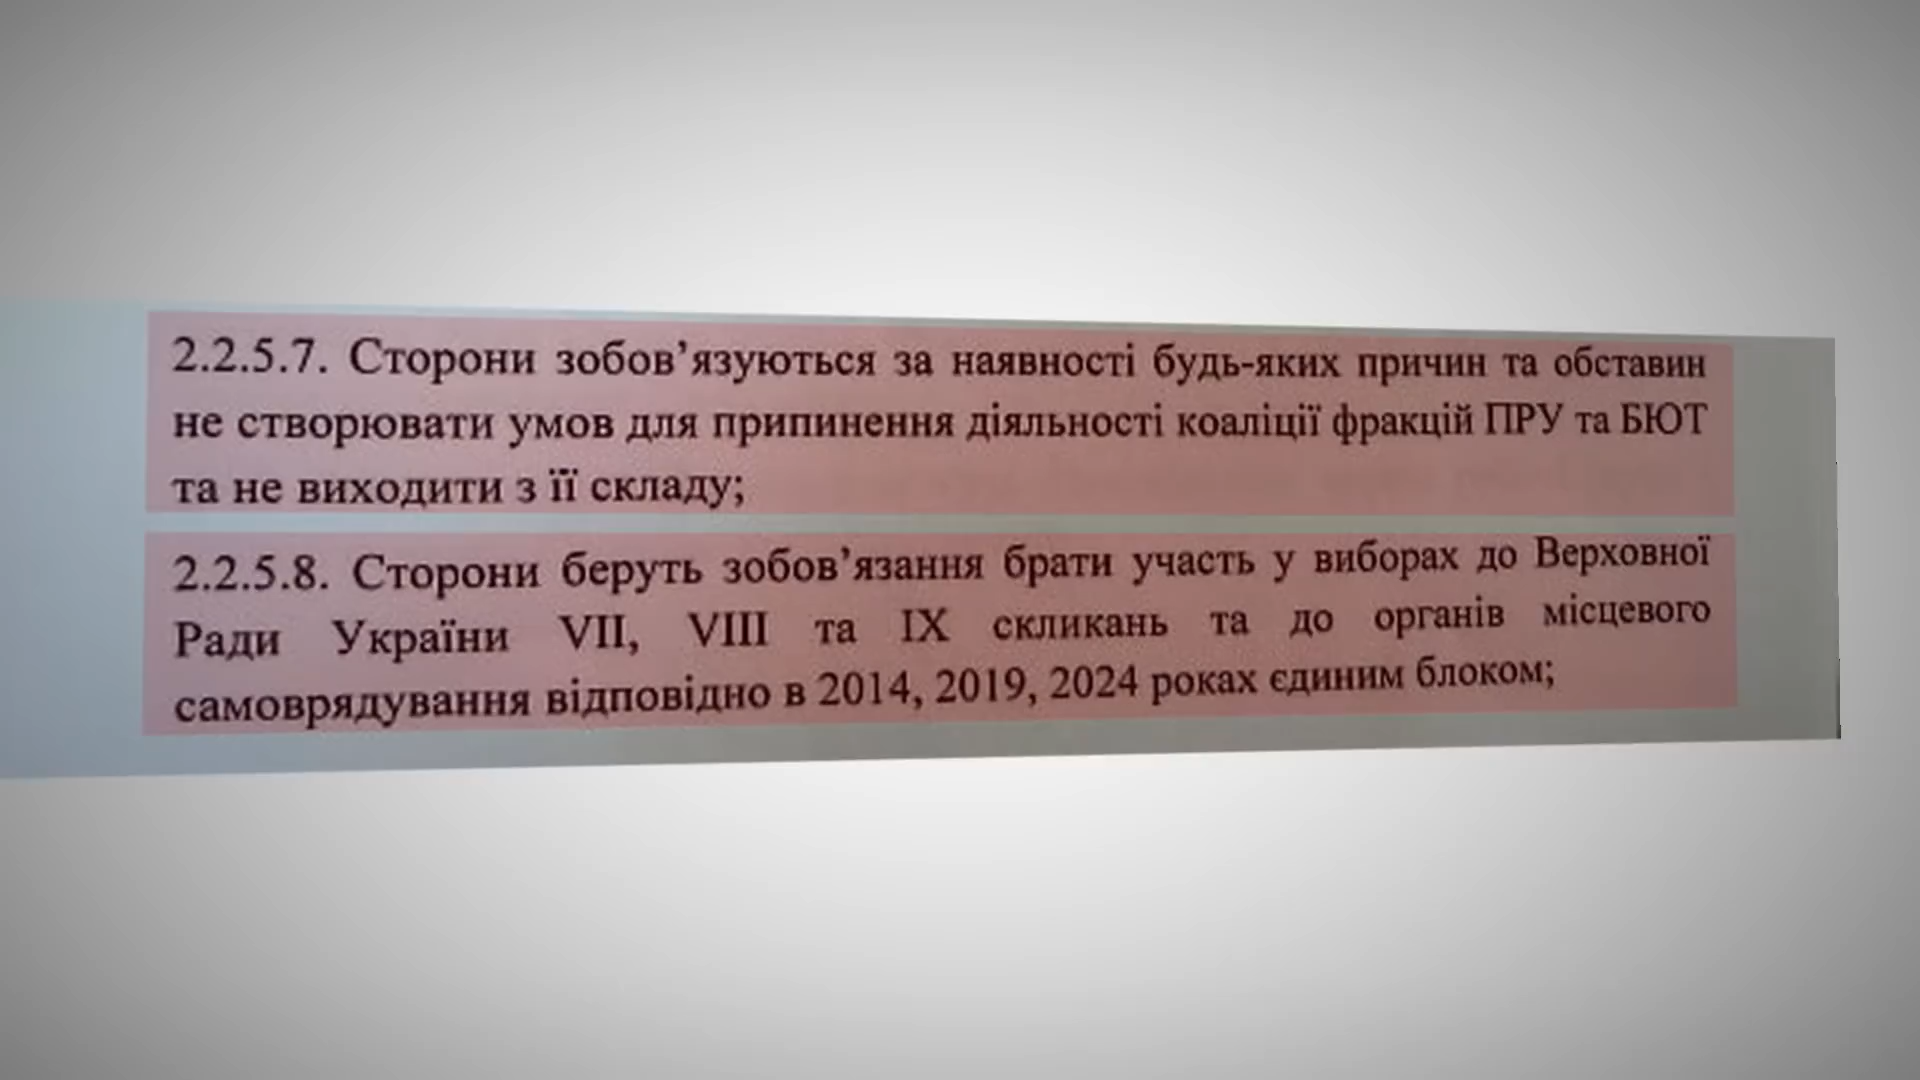 2.2.5.7. Сторони зобов’язуються за наявності будь-яких причин та обставин
не створювати умов для припинення діяльності коаліції фракцій ПРУ та БЮТ
та не виходити з її складу;
2.2.5.8. Сторони беруть зобов’язання брати участь у виборах до Верховної
Ради України VII, VIII та IX скликань та до органів місцевого
самоврядування відповідно в 2014, 2019, 2024 роках єдиним блоком;